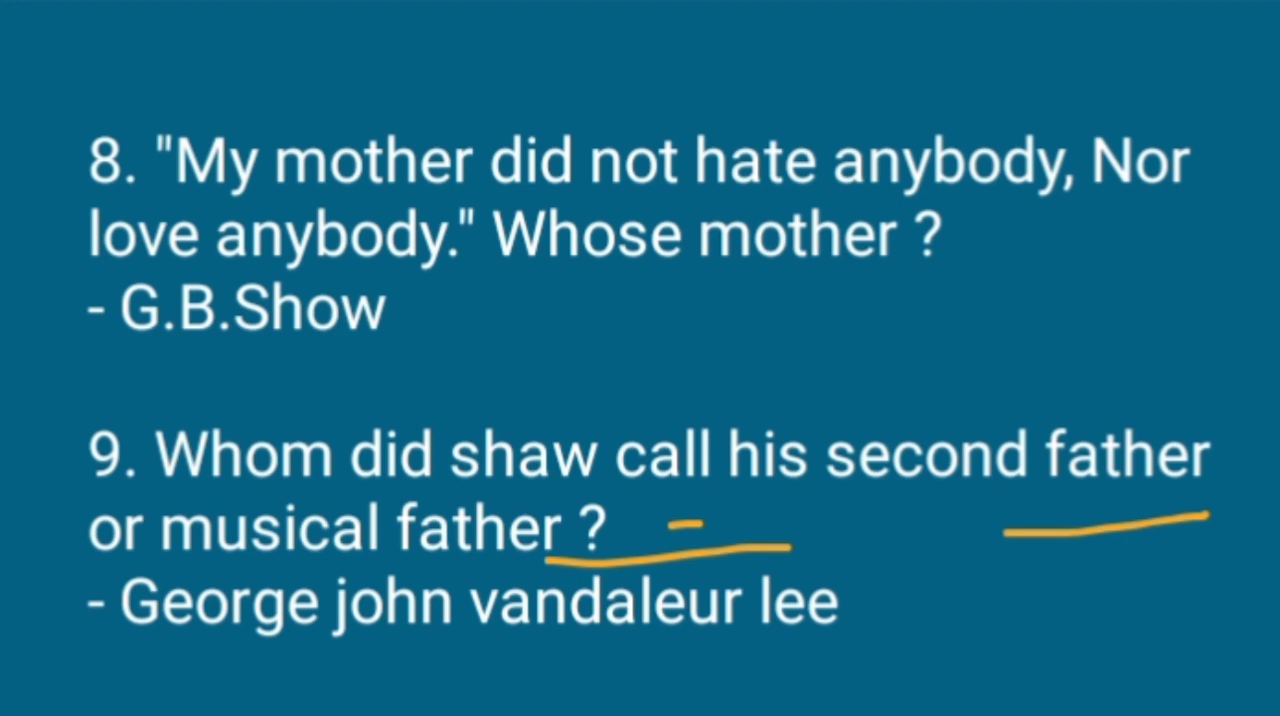 8. "My mother did not hate anybody, Nor
love anybody." Whose mother ?
- G.B.Show
9. Whom did shaw call his second father
or musical father ?
- George john vandaleur lee